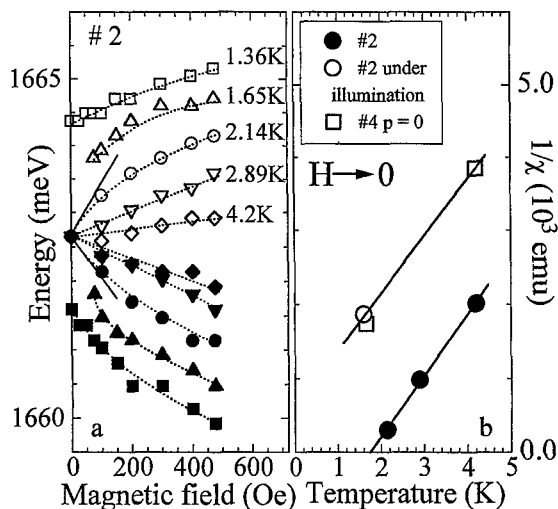 #2
1665
1660
Energy (meV)
1.36K
1.65K
2.14K
2.89K
4.2K
a
0 200 400 600
Magnetic field (Oe)
#2
#2 under
illumination
#4 p = 0
H→0
b
0 1 2 3 4 5
Temperature (K)
5.0
0.0
1/χ (10³ emu)